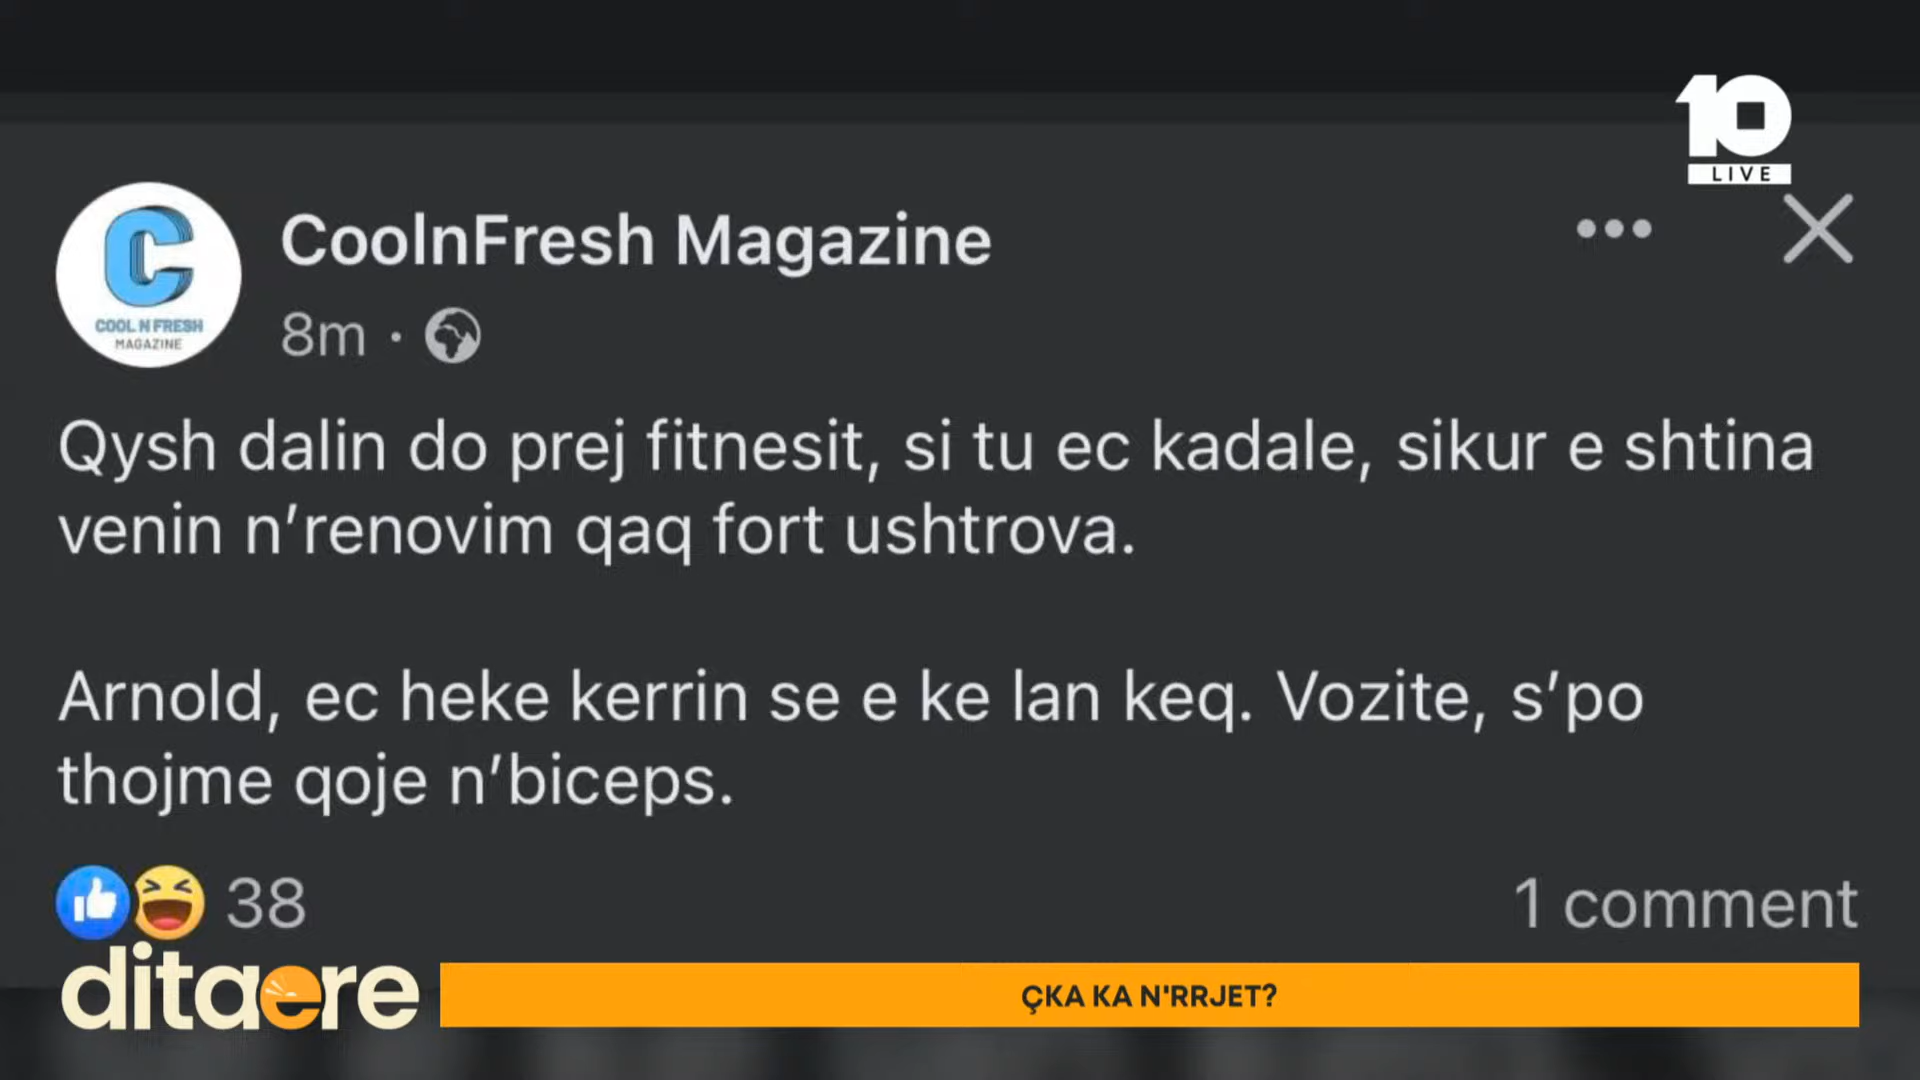 10
LIVE
C
COOL N FRESH
MAGAZINE
CoolnFresh Magazine
8m ·
Qysh dalin do prej fitnesit, si tu ec kadale, sikur e shtina
venin n’renovim qaq fort ushtrova.
Arnold, ec heke kerrin se e ke lan keq. Vozite, s’po
thojme qoje n’biceps.
38
1 comment
ditaere
ÇKA KA N'RRJET?